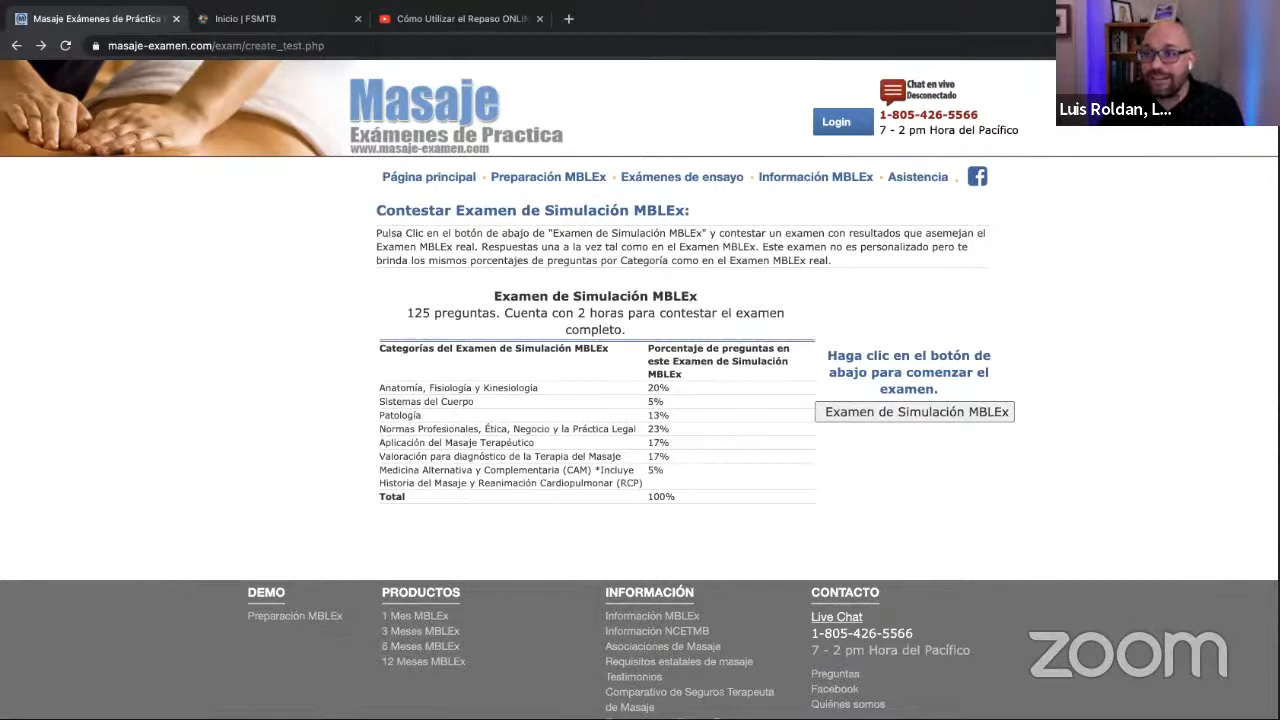 Masaje Exámenes de Práctica
Inicio | FSMTB
Cómo Utilizar el Repaso ONLIN
masaje-examen.com/exam/create_test.php
Luis Roldan, L...
Masaje
Exámenes de Practica
www.masaje-examen.com
Login
Chat en vivo
Desconectado
1-805-426-5566
7 - 2 pm Hora del Pacífico
Página principal
Preparación MBLEx
Exámenes de ensayo
Información MBLEx
Asistencia
Contestar Examen de Simulación MBLEx:
Pulsa Clic en el botón de abajo de "Examen de Simulación MBLEx" y contestar un examen con resultados que asemejan el
Examen MBLEx real. Respuestas una a la vez tal como en el Examen MBLEx. Este examen no es personalizado pero te
brinda los mismos porcentajes de preguntas por Categoría como en el Examen MBLEx real.
Examen de Simulación MBLEx
125 preguntas. Cuenta con 2 horas para contestar el examen
completo.
Categorías del Examen de Simulación MBLEx
Porcentaje de preguntas en
este Examen de Simulación
MBLEx
Anatomía, Fisiología y Kinesiología 20%
Sistemas del Cuerpo 5%
Patología 13%
Normas Profesionales, Ética, Negocio y la Práctica Legal 23%
Aplicación del Masaje Terapéutico 17%
Valoración para diagnóstico de la Terapia del Masaje 17%
Medicina Alternativa y Complementaria (CAM) *Incluye 5%
Historia del Masaje y Reanimación Cardiopulmonar (RCP)
Total 100%
Haga clic en el botón de
abajo para comenzar el
examen.
Examen de Simulación MBLEx
DEMO
Preparación MBLEx
PRODUCTOS
1 Mes MBLEx
3 Meses MBLEx
6 Meses MBLEx
12 Meses MBLEx
INFORMACIÓN
Información MBLEx
Información NCETMB
Asociaciones de Masaje
Requisitos estatales de masaje
Testimonios
Comparativo de Seguros Terapeuta
de Masaje
CONTACTO
Live Chat
1-805-426-5566
7 - 2 pm Hora del Pacífico
Preguntas
Facebook
Quiénes somos
zoom